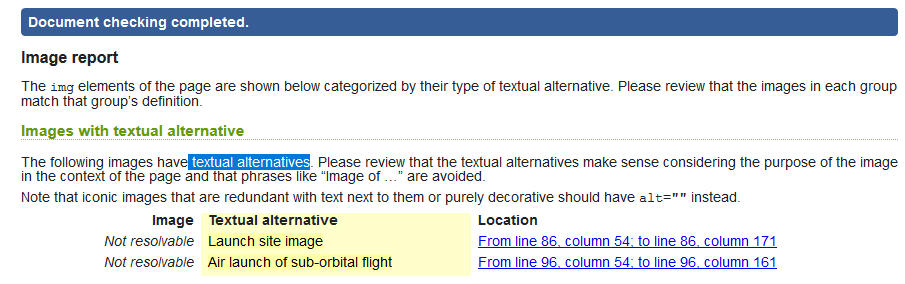 Document checking completed.
Image report
The img elements of the page are shown below categorized by their type of textual alternative. Please review that the images in each group
match that group's definition.
Images with textual alternative
The following images have textual alternatives. Please review that the textual alternatives make sense considering the purpose of the image
in the context of the page and that phrases like “Image of …” are avoided.
Note that iconic images that are redundant with text next to them or purely decorative should have alt="" instead.
Image Textual alternative Location
Not resolvable Launch site image From line 86, column 54; to line 86, column 171
Not resolvable Air launch of sub-orbital flight From line 96, column 54; to line 96, column 161